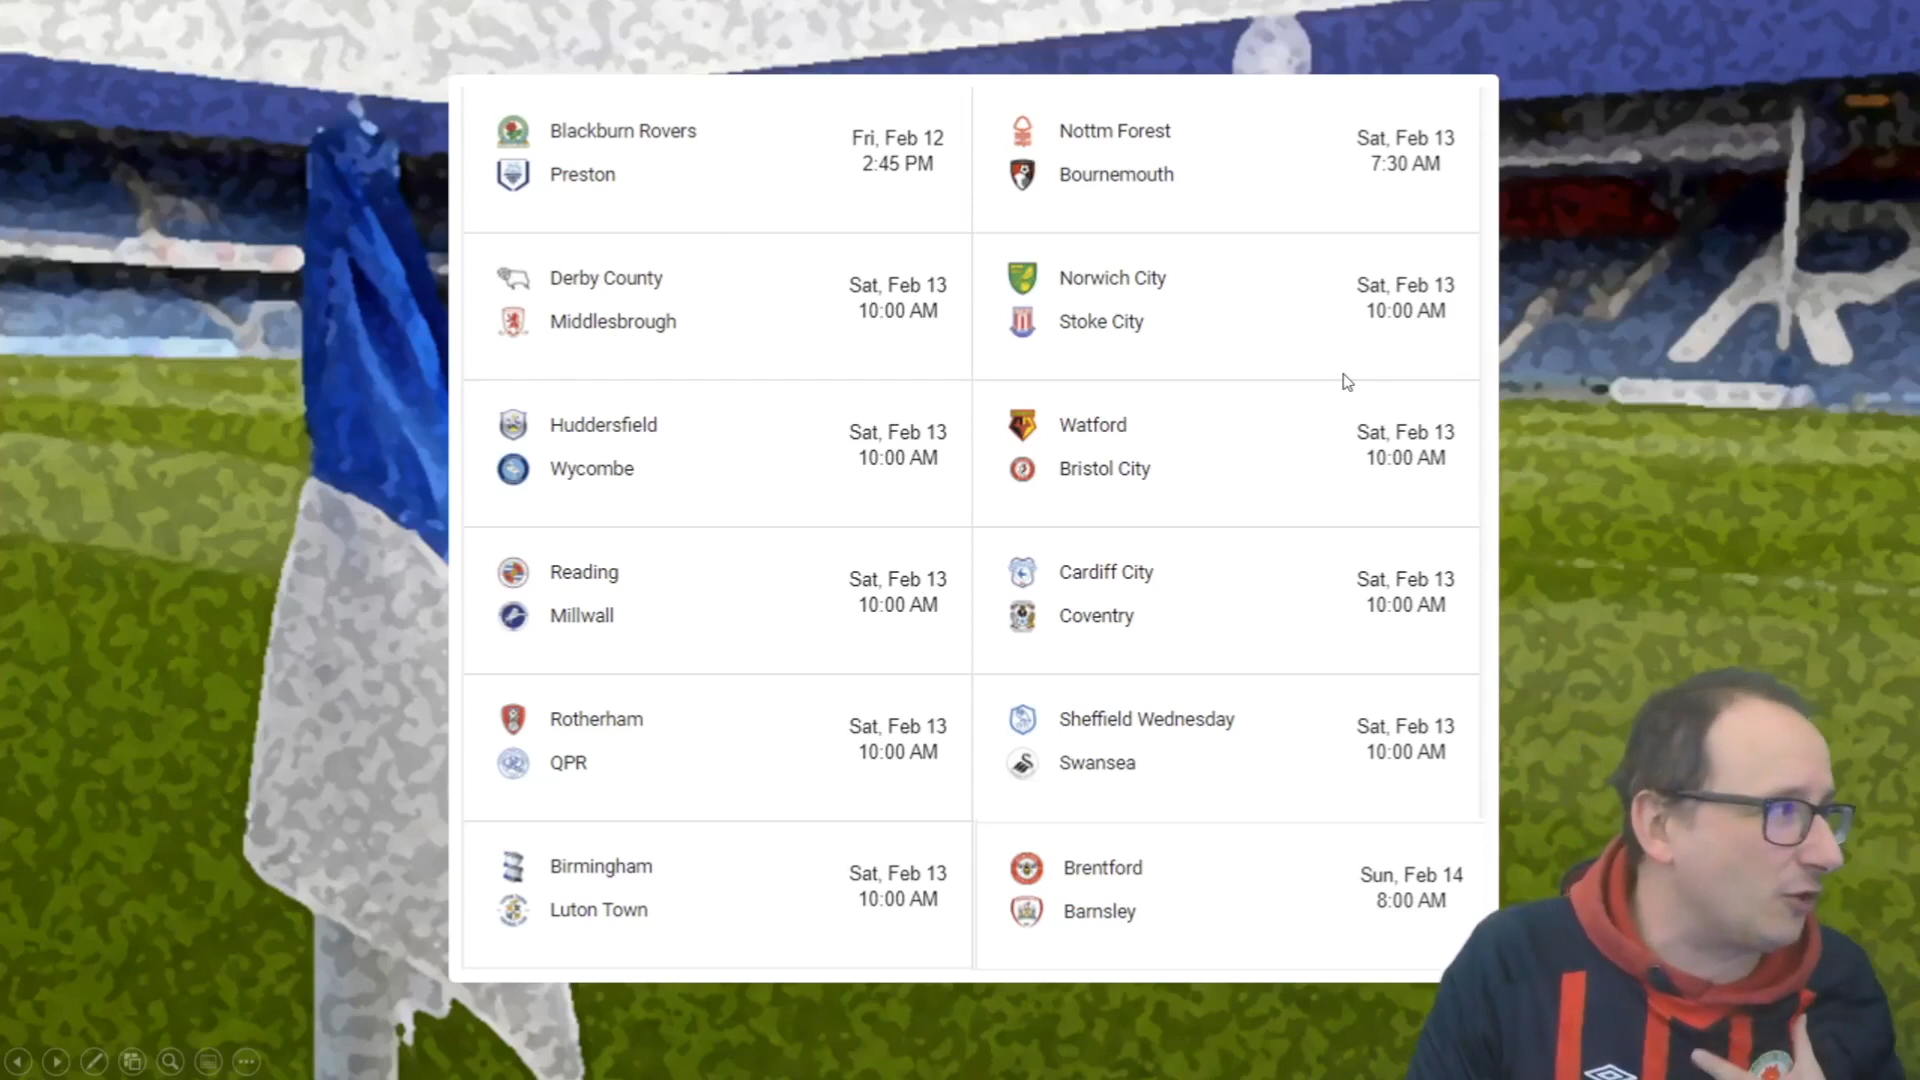 Blackburn Rovers
Preston
Fri, Feb 12
2:45 PM
Nottm Forest
Bournemouth
Sat, Feb 13
7:30 AM
Derby County
Middlesbrough
Sat, Feb 13
10:00 AM
Norwich City
Stoke City
Sat, Feb 13
10:00 AM
Huddersfield
Wycombe
Sat, Feb 13
10:00 AM
Watford
Bristol City
Sat, Feb 13
10:00 AM
Reading
Millwall
Sat, Feb 13
10:00 AM
Cardiff City
Coventry
Sat, Feb 13
10:00 AM
Rotherham
QPR
Sat, Feb 13
10:00 AM
Sheffield Wednesday
Swansea
Sat, Feb 13
10:00 AM
Birmingham
Luton Town
Sat, Feb 13
10:00 AM
Brentford
Barnsley
Sun, Feb 14
8:00 AM